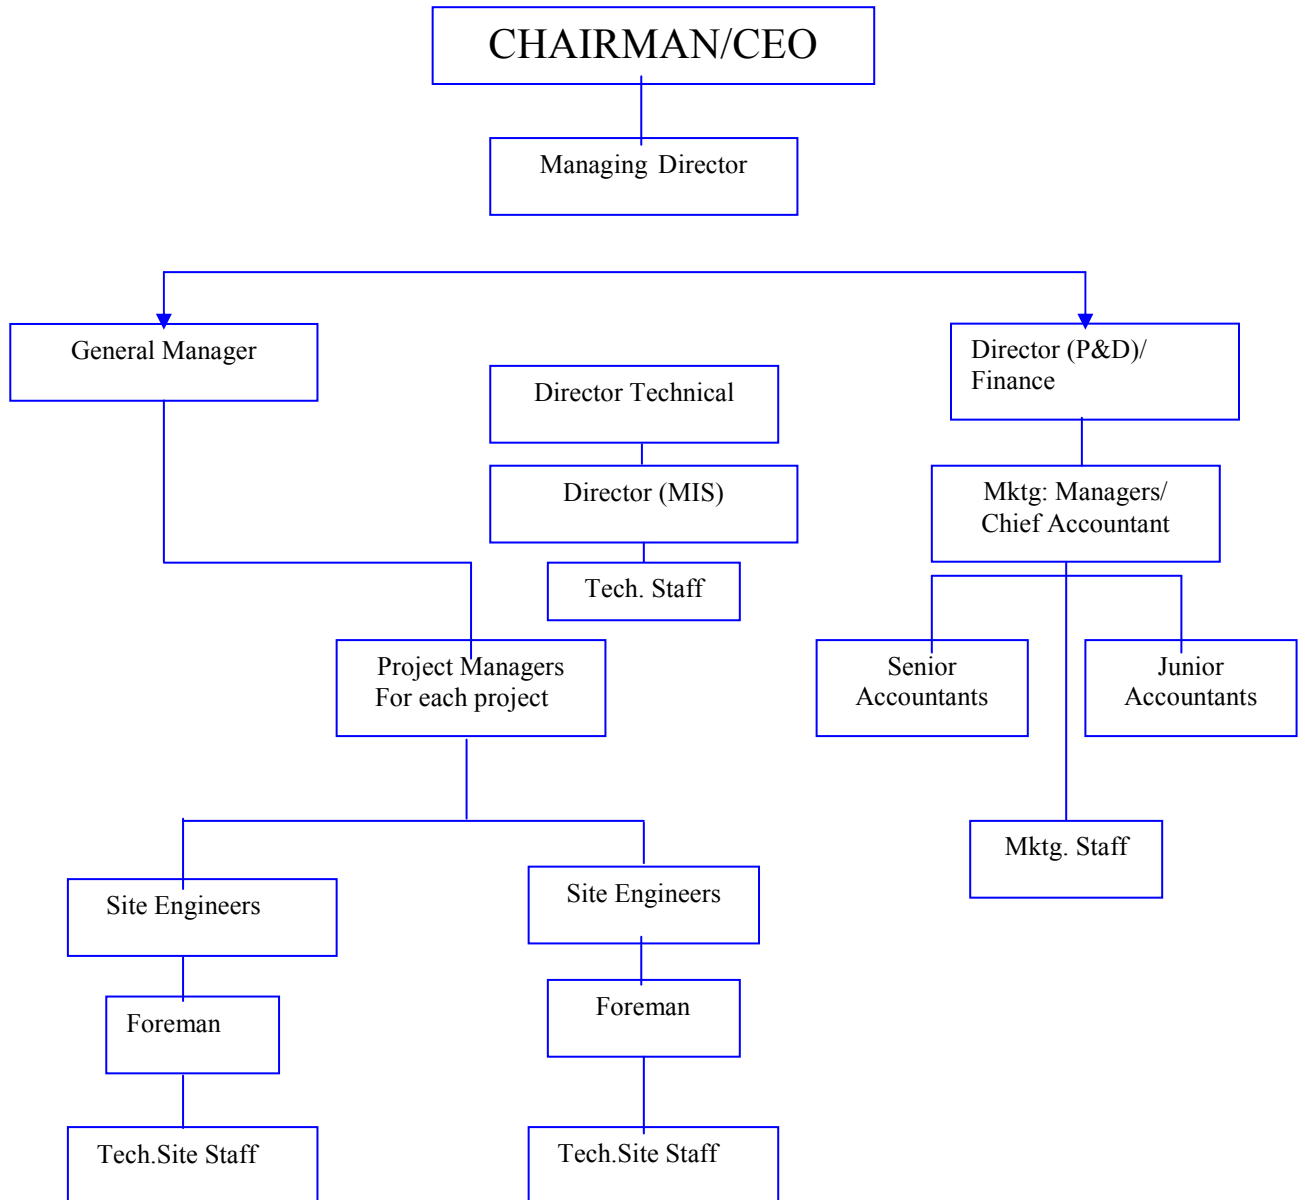 CHAIRMAN/CEO
Managing Director
General Manager
Director Technical
Director (P&D)/
Finance
Director (MIS)
Mktg: Managers/
Chief Accountant
Tech. Staff
Project Managers
For each project
Senior
Accountants
Junior
Accountants
Mktg. Staff
Site Engineers
Site Engineers
Foreman
Foreman
Tech.Site Staff
Tech.Site Staff